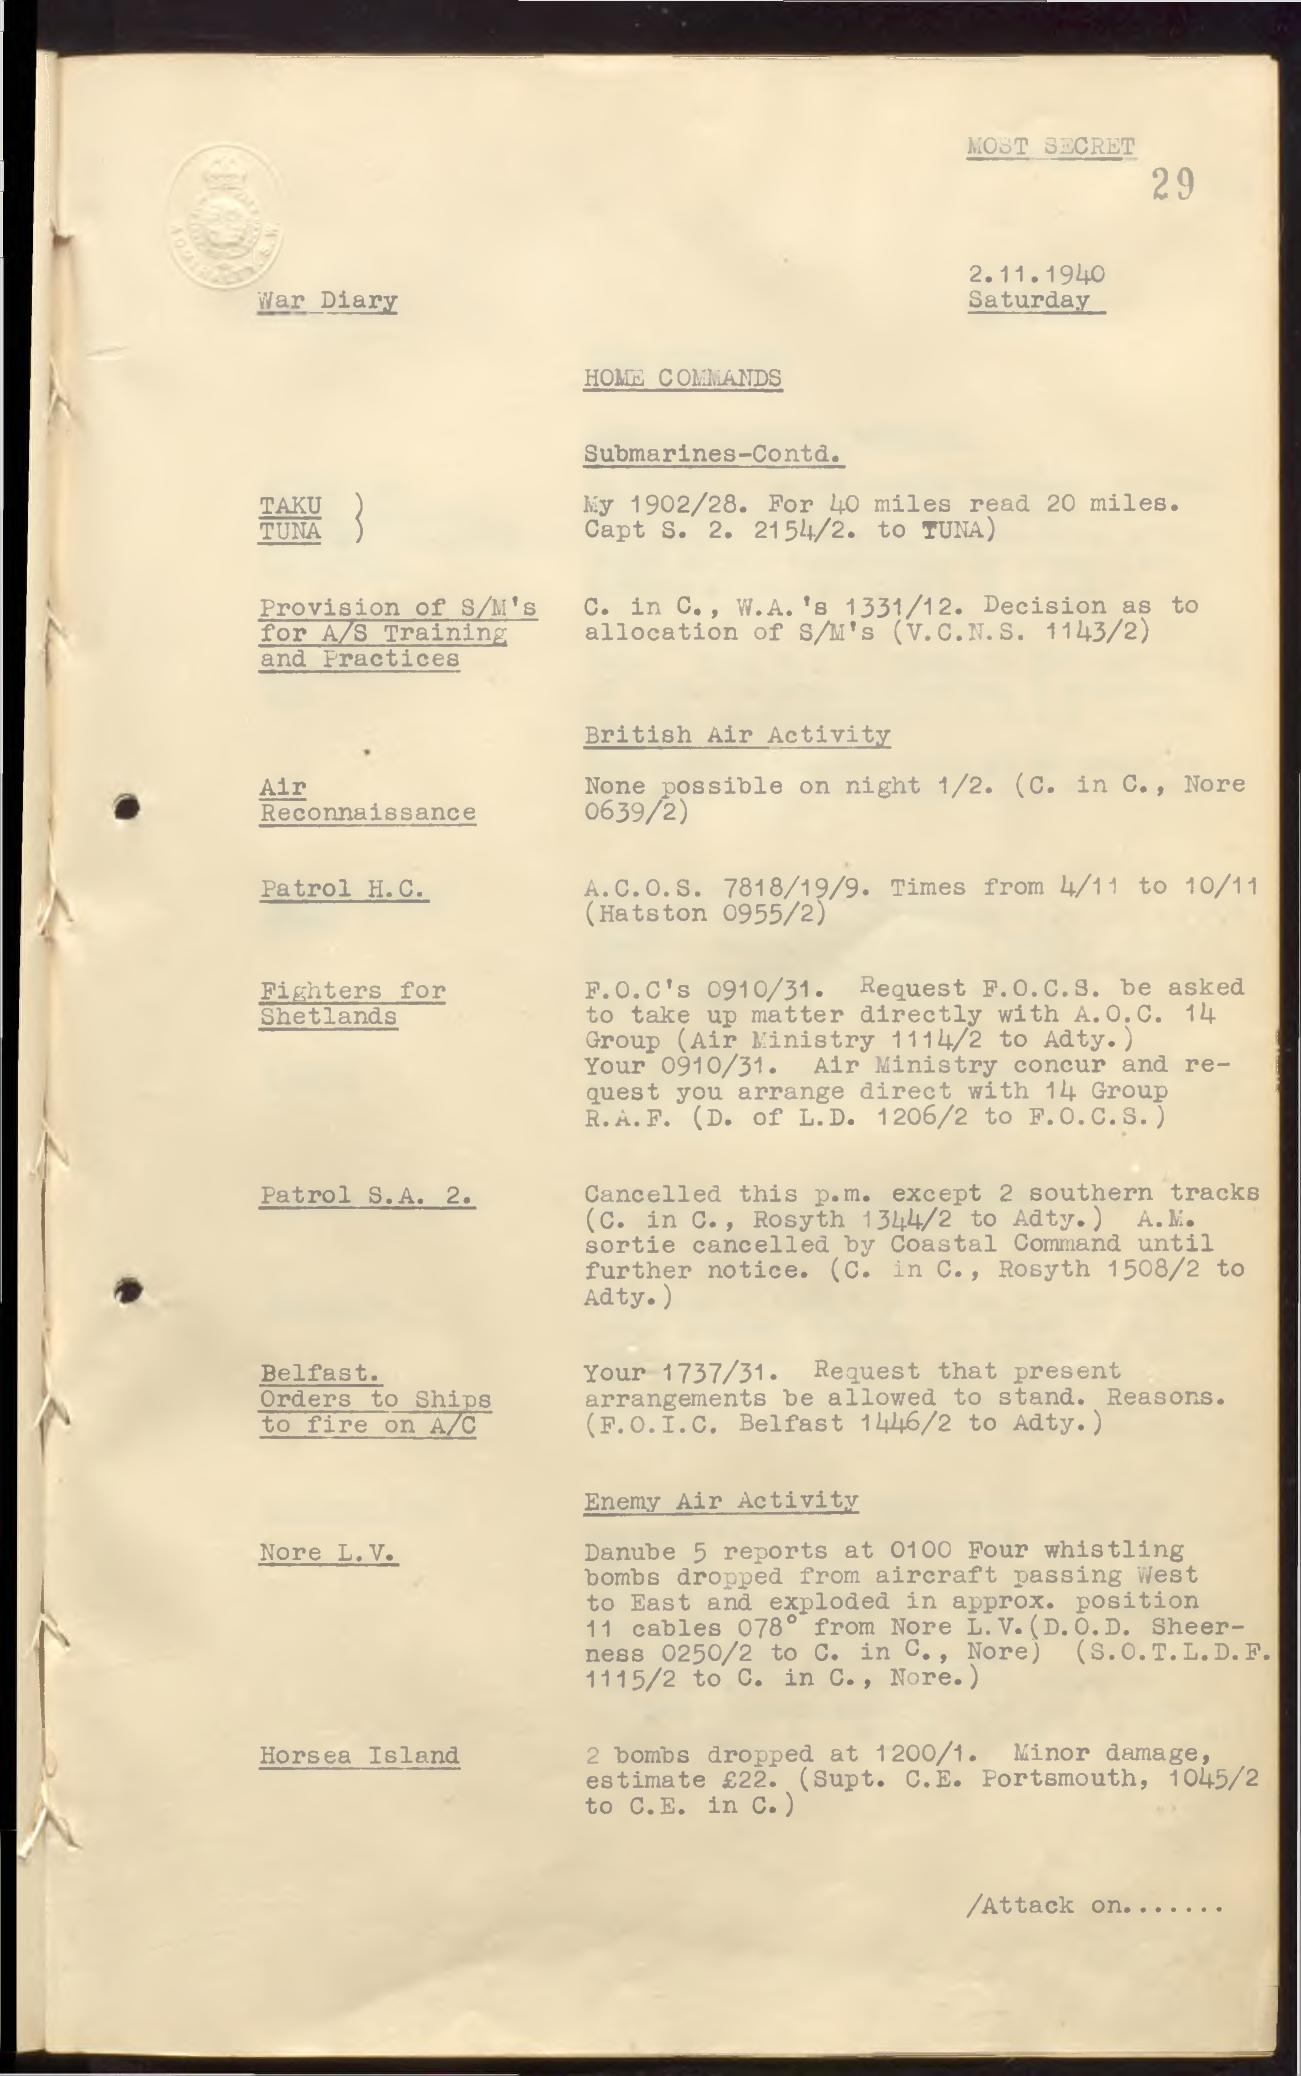 MOST SECRET
29
2.11.1940
War Diary
Saturday
HOME COMMANDS
Submarines-Contd.
TAKU )
TUNA )
My 1902/28. For 40 miles read 20 miles.
Capt S. 2. 2154/2. to TUNA)
Provision of S/M's
for A/S Training
and Practices
C. in C., W.A.'s 1331/12. Decision as to
allocation of S/M's (V.C.N.S. 1143/2)
British Air Activity
Air
Reconnaissance
None possible on night 1/2. (C. in C., Nore
0639/2)
Patrol H.C.
A.C.O.S. 7818/19/9. Times from 4/11 to 10/11
(Hatston 0955/2)
Fighters for
Shetlands
F.O.C's 0910/31. Request F.O.C.S. be asked
to take up matter directly with A.O.C. 14
Group (Air Ministry 1114/2 to Adty.)
Your 0910/31. Air Ministry concur and re-
quest you arrange direct with 14 Group
R.A.F. (D. of L.D. 1206/2 to F.O.C.S.)
Patrol S.A. 2.
Cancelled this p.m. except 2 southern tracks
(C. in C., Rosyth 1344/2 to Adty.) A.M.
sortie cancelled by Coastal Command until
further notice. (C. in C., Rosyth 1508/2 to
Adty.)
Belfast.
Orders to Ships
to fire on A/C
Your 1737/31. Request that present
arrangements be allowed to stand. Reasons.
(F.O.I.C. Belfast 1446/2 to Adty.)
Enemy Air Activity
Nore L.V.
Danube 5 reports at 0100 Four whistling
bombs dropped from aircraft passing West
to East and exploded in approx. position
11 cables 078° from Nore L.V.(D.O.D. Sheer-
ness 0250/2 to C. in C., Nore) (S.O.T.L.D.F.
1115/2 to C. in C., Nore.)
Horsea Island
2 bombs dropped at 1200/1. Minor damage,
estimate £22. (Supt. C.E. Portsmouth, 1045/2
to C.E. in C.)
/Attack on.......